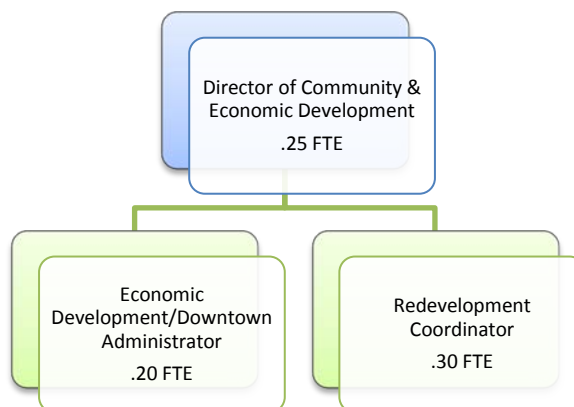 Director of Community &
Economic Development
.25 FTE
Economic
Development/Downtown
Administrator
.20 FTE
Redevelopment
Coordinator
.30 FTE